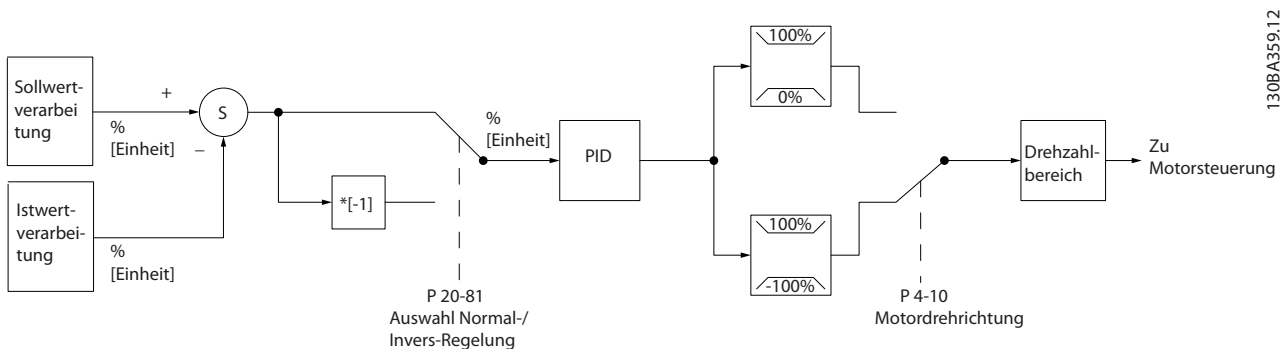 130BA359.12
Sollwert-
verarbei
tung
+
%
[Einheit]
S
–
Istwert-
verarbei-
tung
%
[Einheit]
*[-1]
P 20-81
Auswahl Normal-/
Invers-Regelung
%
[Einheit]
PID
100%
0%
100%
-100%
P 4-10
Motordrehrichtung
Drehzahl-
bereich
Zu
Motorsteuerung